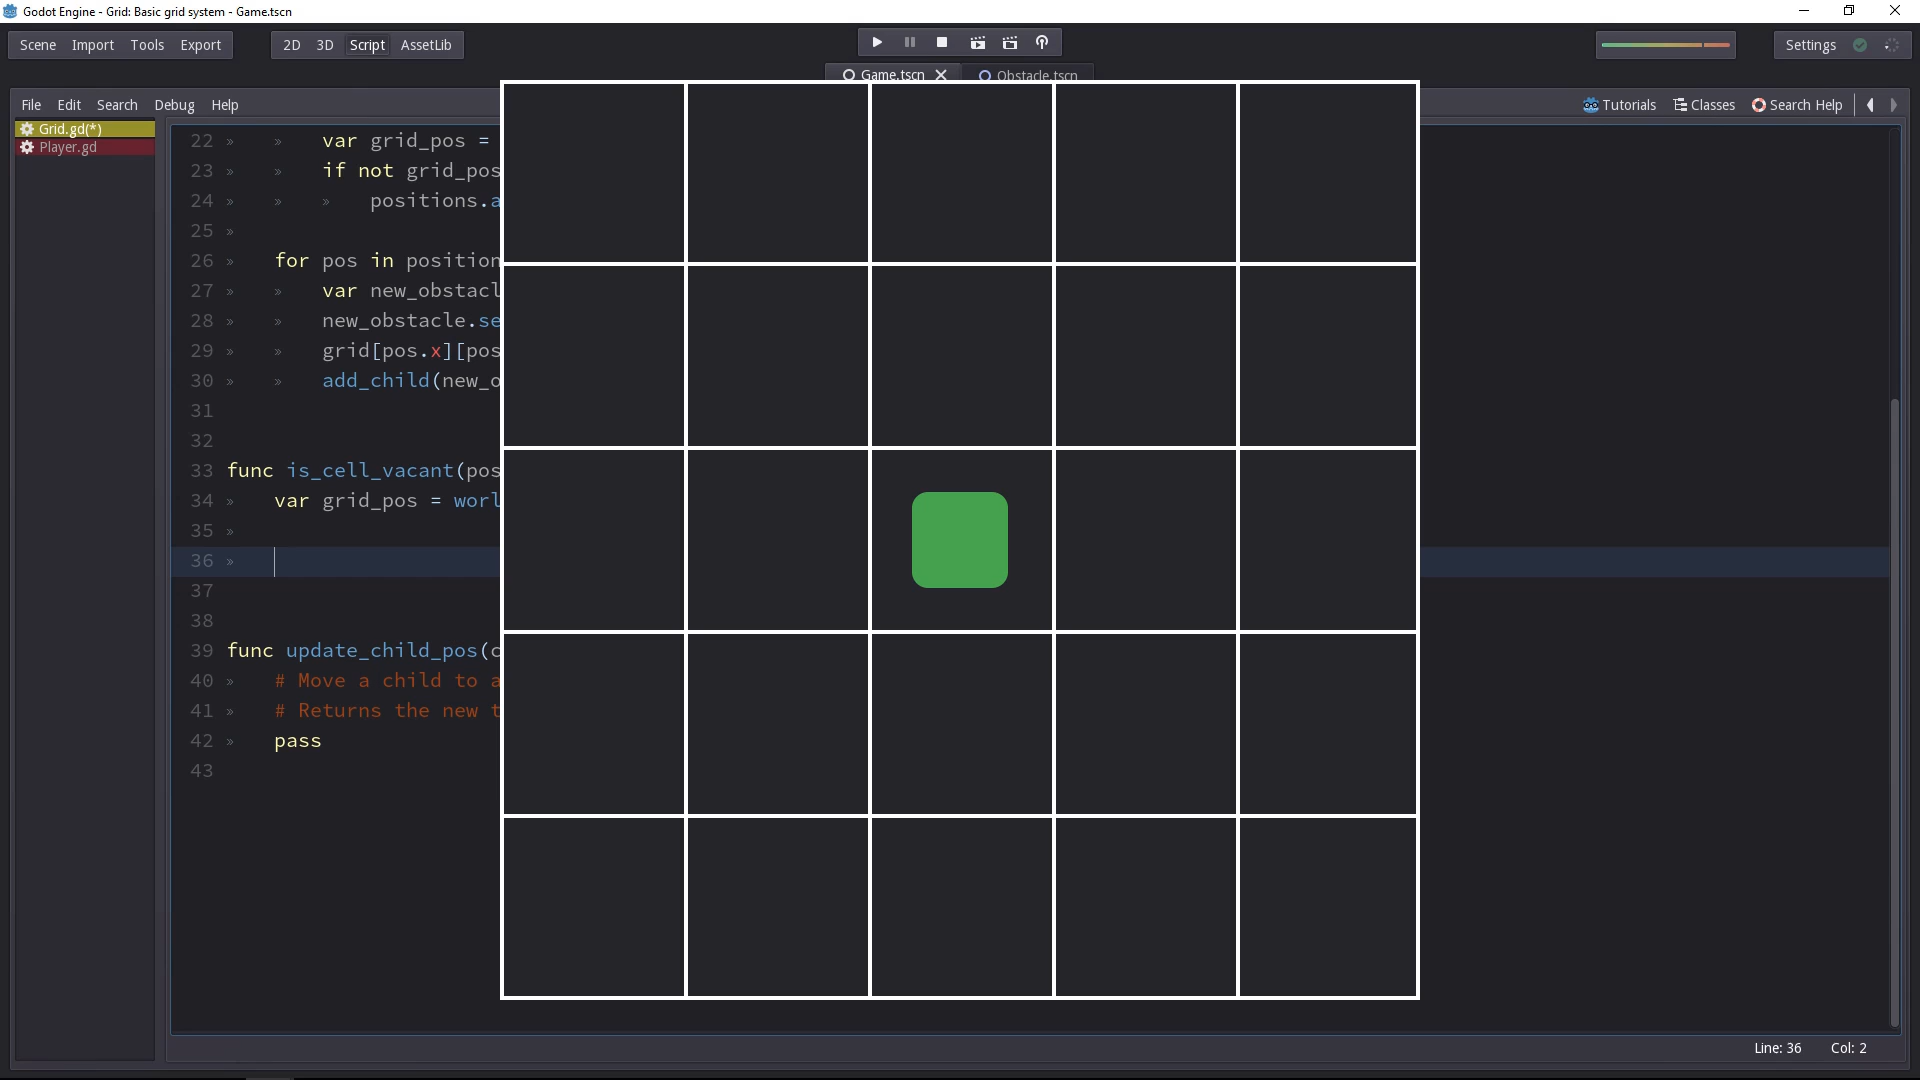 Godot Engine - Grid: Basic grid system - Game.tscn
Scene Import Tools Export 2D 3D Script AssetLib Settings
Game.tscn Obstacle.tscn
File Edit Search Debug Help Tutorials Classes Search Help
Grid.gd(*)
Player.gd
22 » » var grid_pos =
23 » » if not grid_pos
24 » » » positions.a
25 »
26 » for pos in position
27 » » var new_obstacl
28 » » new_obstacle.se
29 » » grid[pos.x][pos
30 » » add_child(new_o
31
32
33 func is_cell_vacant(pos
34 » var grid_pos = worl
35 »
36 »
37
38
39 func update_child_pos(c
40 » # Move a child to a
41 » # Returns the new t
42 » pass
43
Line: 36 Col: 2